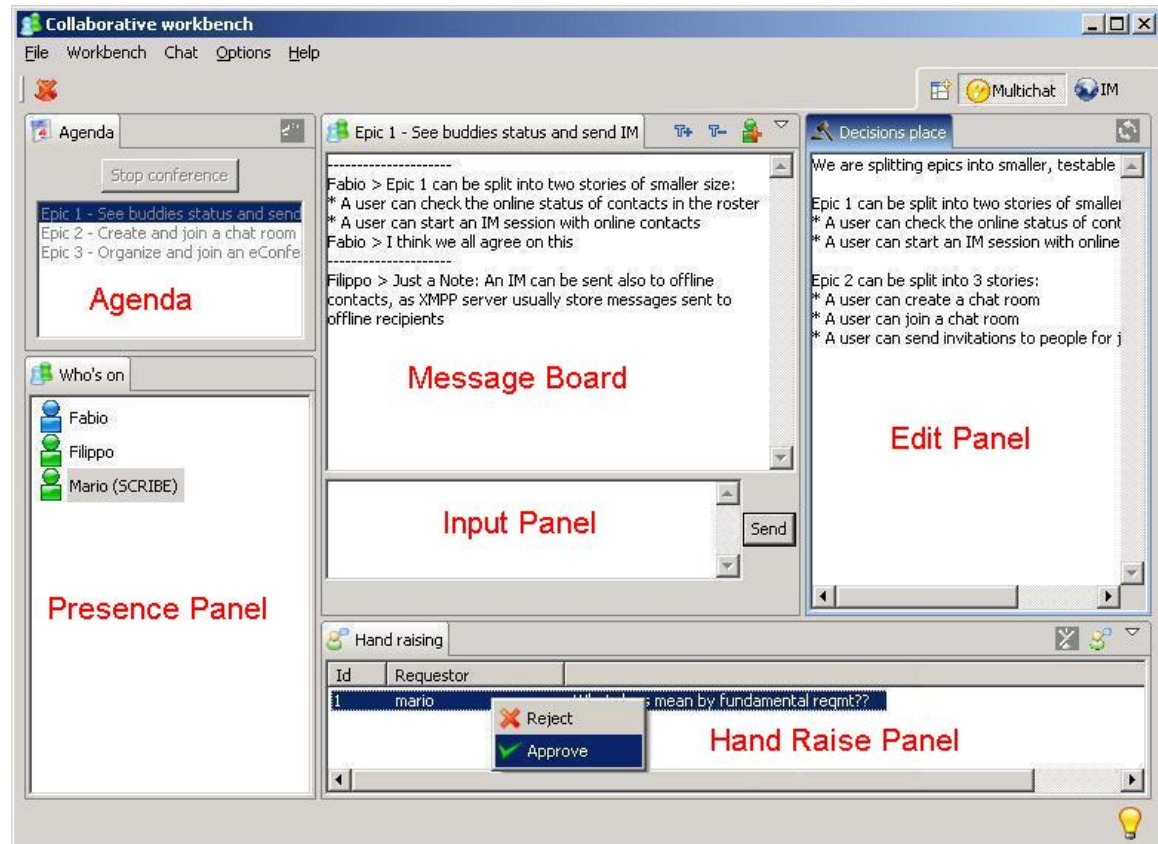 Collaborative workbench
File Workbench Chat Options Help
Multichat IM
Agenda
Stop conference
Epic 1 - See buddies status and send
Epic 2 - Create and join a chat room
Epic 3 - Organize and join an eConfe
Agenda
Who's on
Fabio
Filippo
Mario (SCRIBE)
Presence Panel
Epic 1 - See buddies status and send IM
---------------------
Fabio > Epic 1 can be split into two stories of smaller size:
* A user can check the online status of contacts in the roster
* A user can start an IM session with online contacts
Fabio > I think we all agree on this
---------------------
Filippo > Just a Note: An IM can be sent also to offline
contacts, as XMPP server usually store messages sent to
offline recipients
Message Board
Input Panel
Send
Decisions place
We are splitting epics into smaller, testable
Epic 1 can be split into two stories of smaller
* A user can check the online status of cont
* A user can start an IM session with online
Epic 2 can be split into 3 stories:
* A user can create a chat room
* A user can join a chat room
* A user can send invitations to people for j
Edit Panel
Hand raising
Id Requestor
1 mario mean by fundamental reqmt??
Reject
Approve
Hand Raise Panel